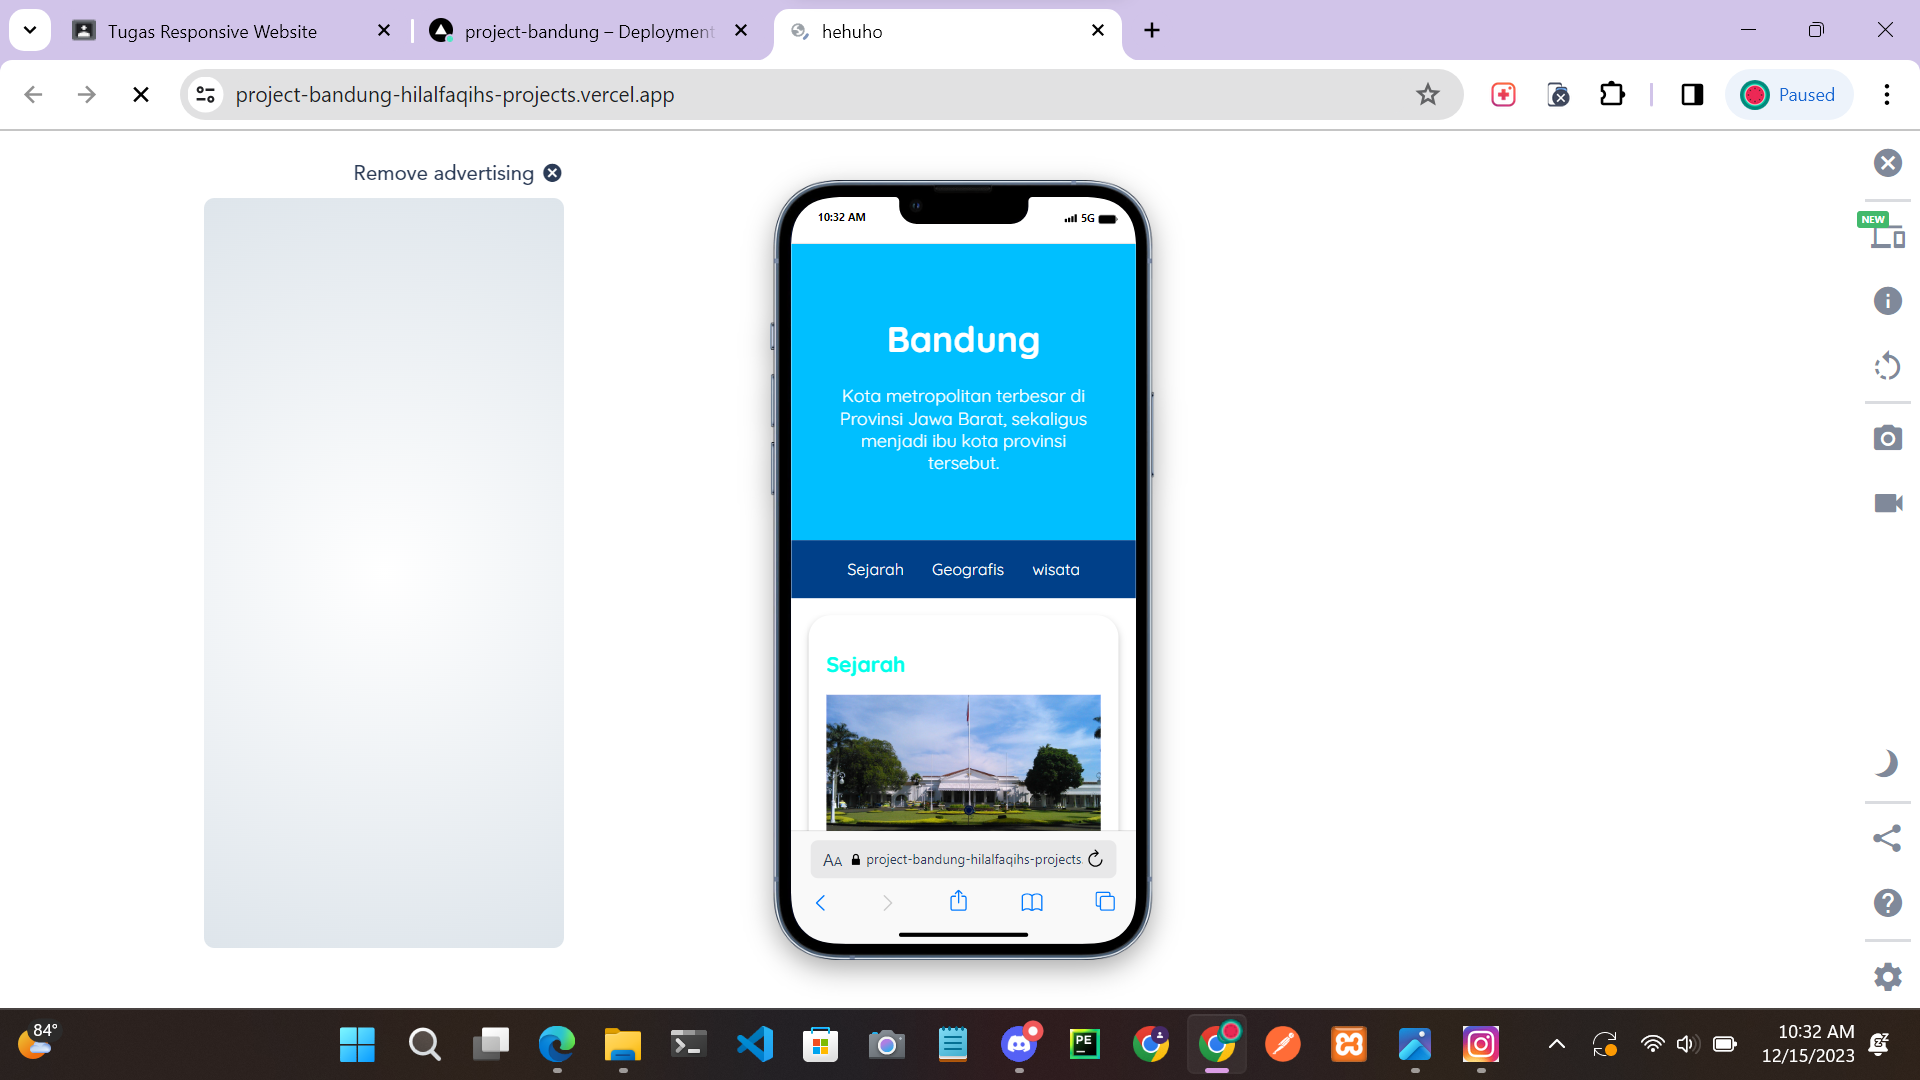 Tugas Responsive Website
project-bandung – Deployment
hehuho
project-bandung-hilalfaqihs-projects.vercel.app
Paused
Remove advertising
NEW
10:32 AM
5G
Bandung
Kota metropolitan terbesar di
Provinsi Jawa Barat, sekaligus
menjadi ibu kota provinsi
tersebut.
Sejarah Geografis wisata
Sejarah
AA project-bandung-hilalfaqihs-projects
84°
PE
10:32 AM
12/15/2023